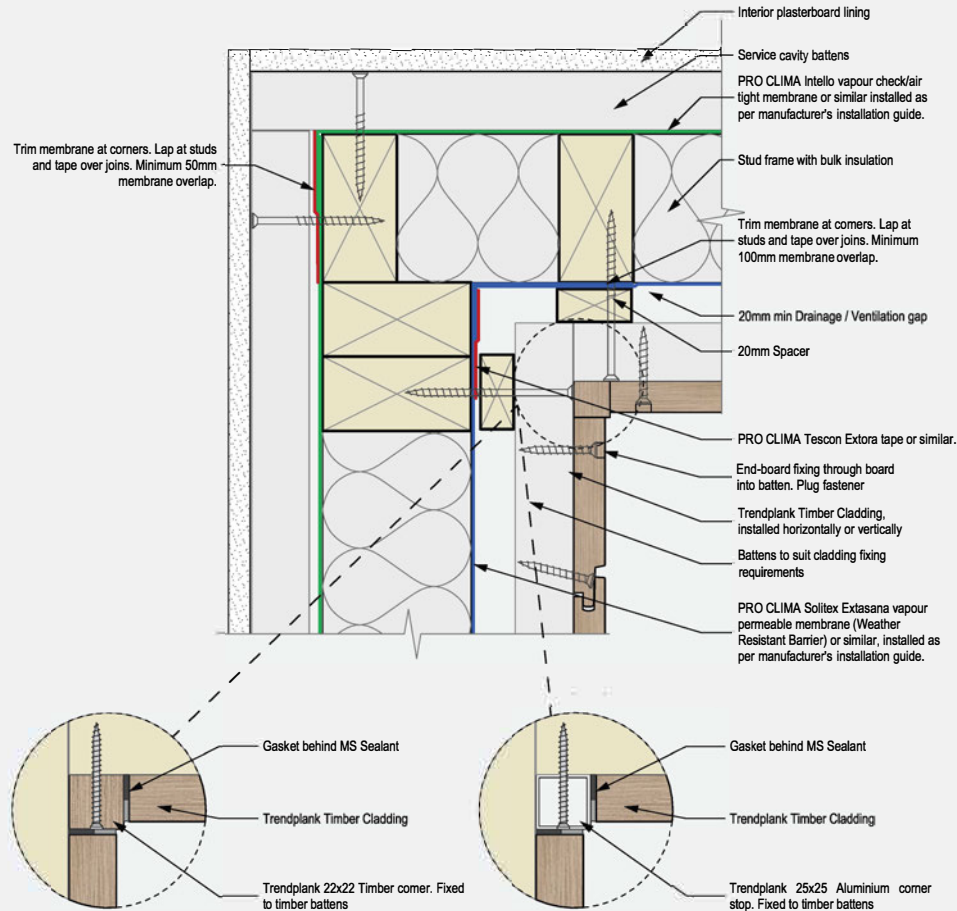 Interior plasterboard lining
Service cavity battens
PRO CLIMA Intello vapour check/air
tight membrane or similar installed as
per manufacturer's installation guide.
Trim membrane at corners. Lap at studs
and tape over joins. Minimum 50mm
membrane overlap.
Stud frame with bulk insulation
Trim membrane at corners. Lap at
studs and tape over joins. Minimum
100mm membrane overlap.
20mm min Drainage / Ventilation gap
20mm Spacer
PRO CLIMA Tescon Extora tape or similar.
End-board fixing through board
into batten. Plug fastener
Trendplank Timber Cladding,
installed horizontally or vertically
Battens to suit cladding fixing
requirements
PRO CLIMA Solitex Extasana vapour
permeable membrane (Weather
Resistant Barrier) or similar, installed as
per manufacturer's installation guide.
Gasket behind MS Sealant
Trendplank Timber Cladding
Trendplank 22x22 Timber corner. Fixed
to timber battens
Gasket behind MS Sealant
Trendplank Timber Cladding
Trendplank 25x25 Aluminium corner
stop. Fixed to timber battens